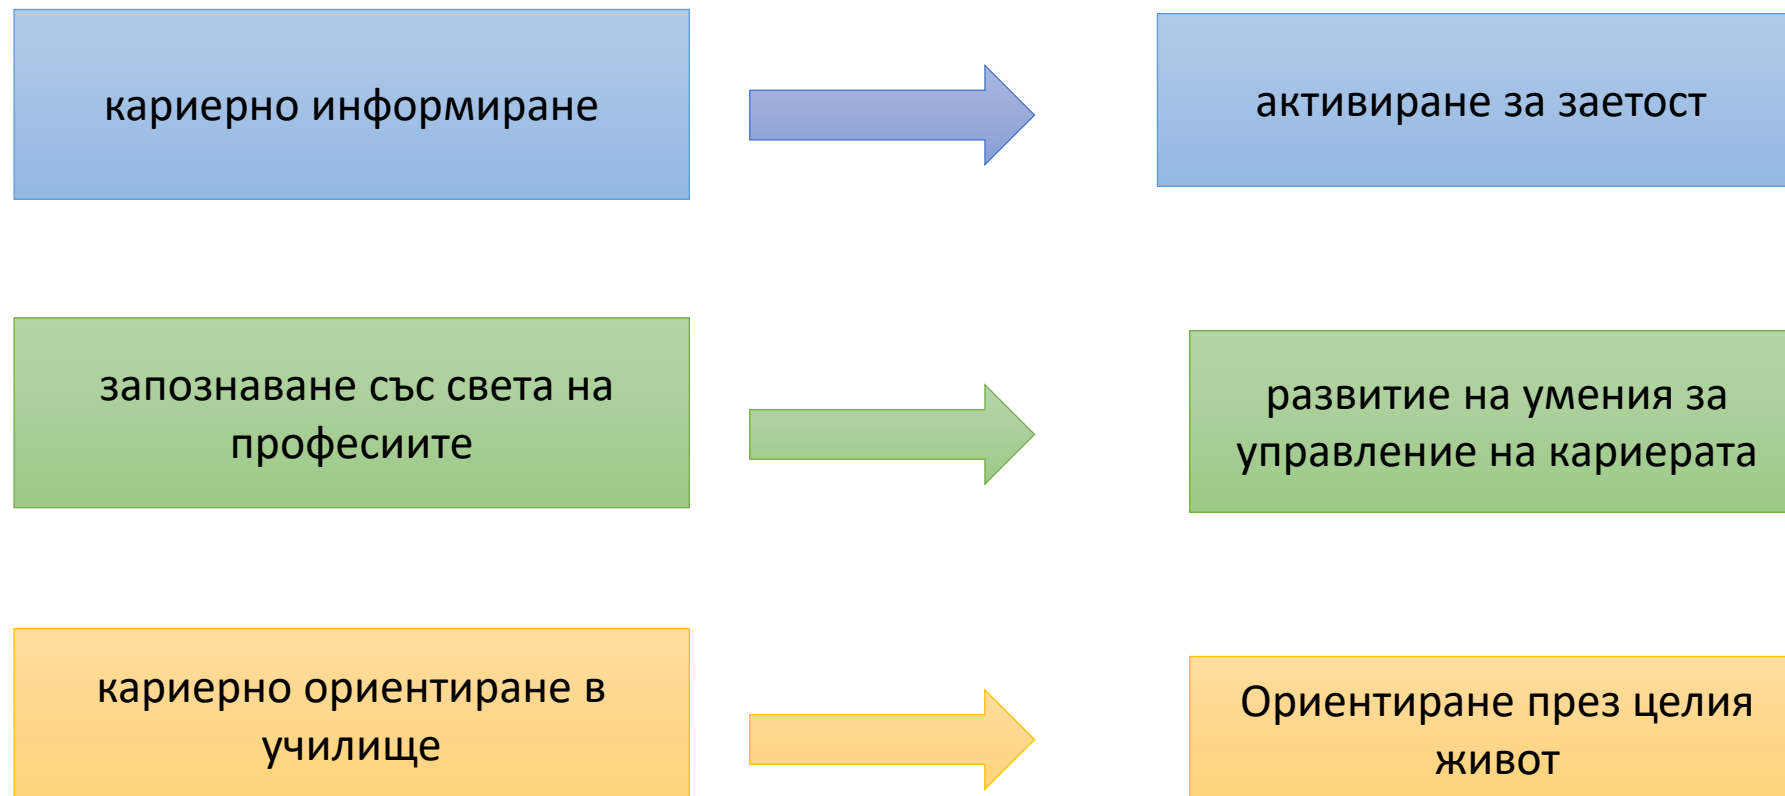 кариерно информиране
активиране за заетост
запознаване със света на
професиите
развитие на умения за
управление на кариерата
кариерно ориентиране в
училище
Ориентиране през целия
живот